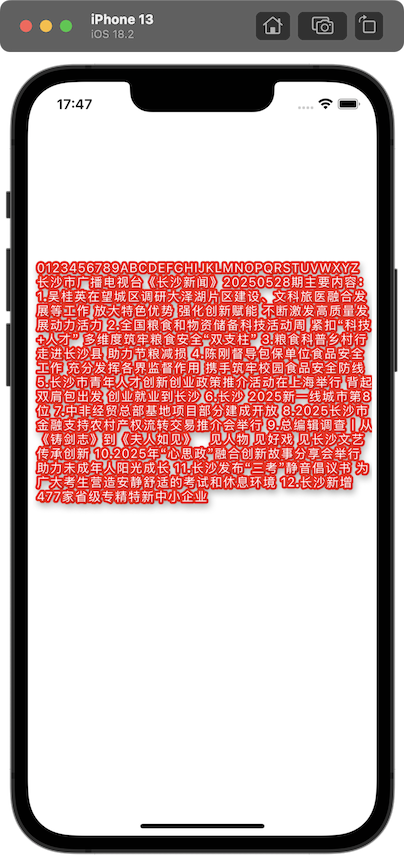 iPhone 13
iOS 18.2
17:47
0123456789ABCDEFGHIJKLMNOPQRSTUVWXYZ
长沙市广播电视台《长沙新闻》20250528期主要内容：
1.吴桂英在望城区调研大泽湖片区建设、文科旅医融合发
展等工作 放大特色优势 强化创新赋能 不断激发高质量发
展动力活力 2.全国粮食和物资储备科技活动周 紧扣“科技
+人才” 多维度筑牢粮食安全“双支柱” 3.粮食科普乡村行
走进长沙县 助力节粮减损 4.陈刚督导包保单位食品安全
工作 充分发挥各界监督作用 携手筑牢校园食品安全防线
5.长沙市青年人才创新创业政策推介活动在上海举行 背起
双肩包出发 创业就业到长沙 6.长沙 2025新一线城市第8
位 7.中非经贸总部基地项目部分建成开放 8.2025长沙市
金融支持农村产权流转交易推介会举行 9.总编辑调查丨从
《铸剑志》到《夫人如见》 见人物 见好戏 见长沙文艺
传承创新 10.2025年“心思政”融合创新故事分享会举行
助力未成年人阳光成长 11.长沙发布“三考”静音倡议书 为
广大考生营造安静舒适的考试和休息环境 12.长沙新增
477家省级专精特新中小企业